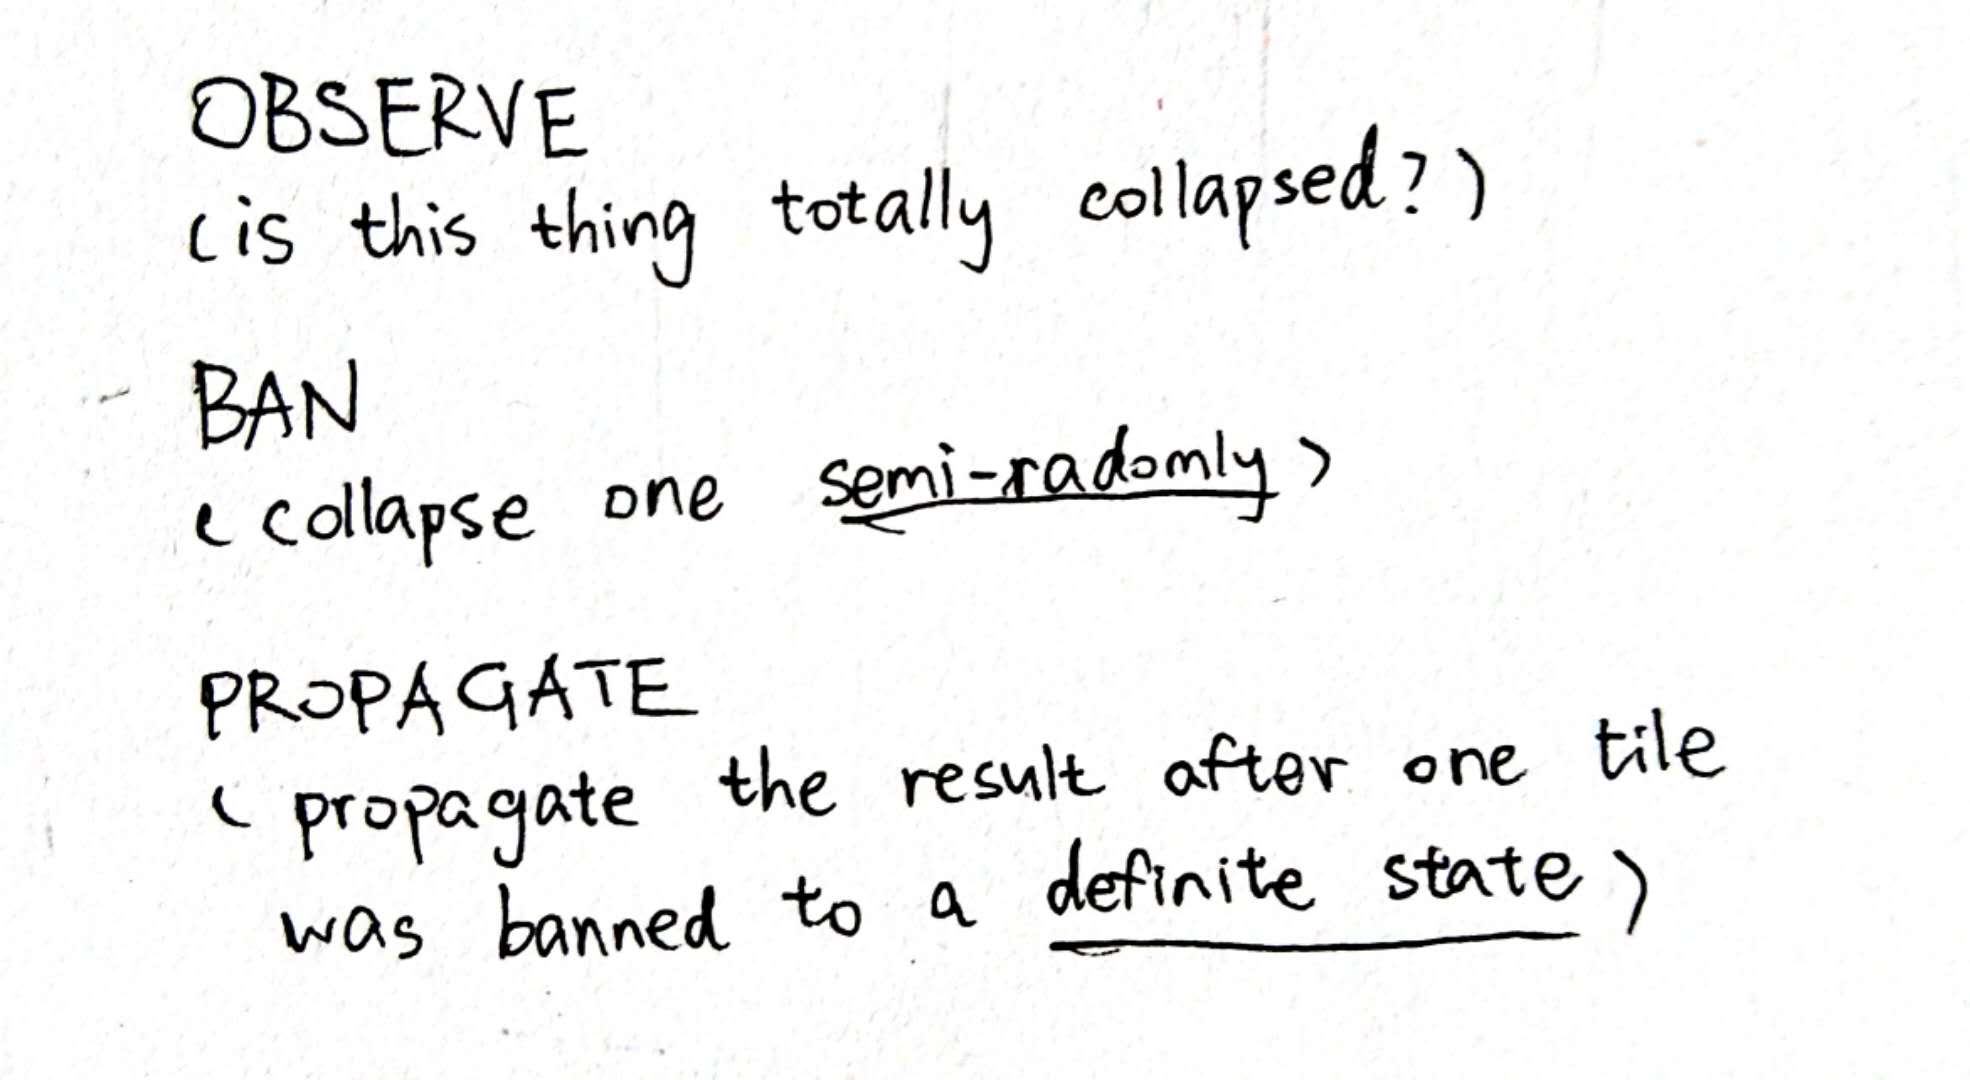 OBSERVE
(is this thing totally collapsed?)
BAN
(collapse one semi-radomly)
PROPAGATE
(propagate the result after one tile
was banned to a definite state)